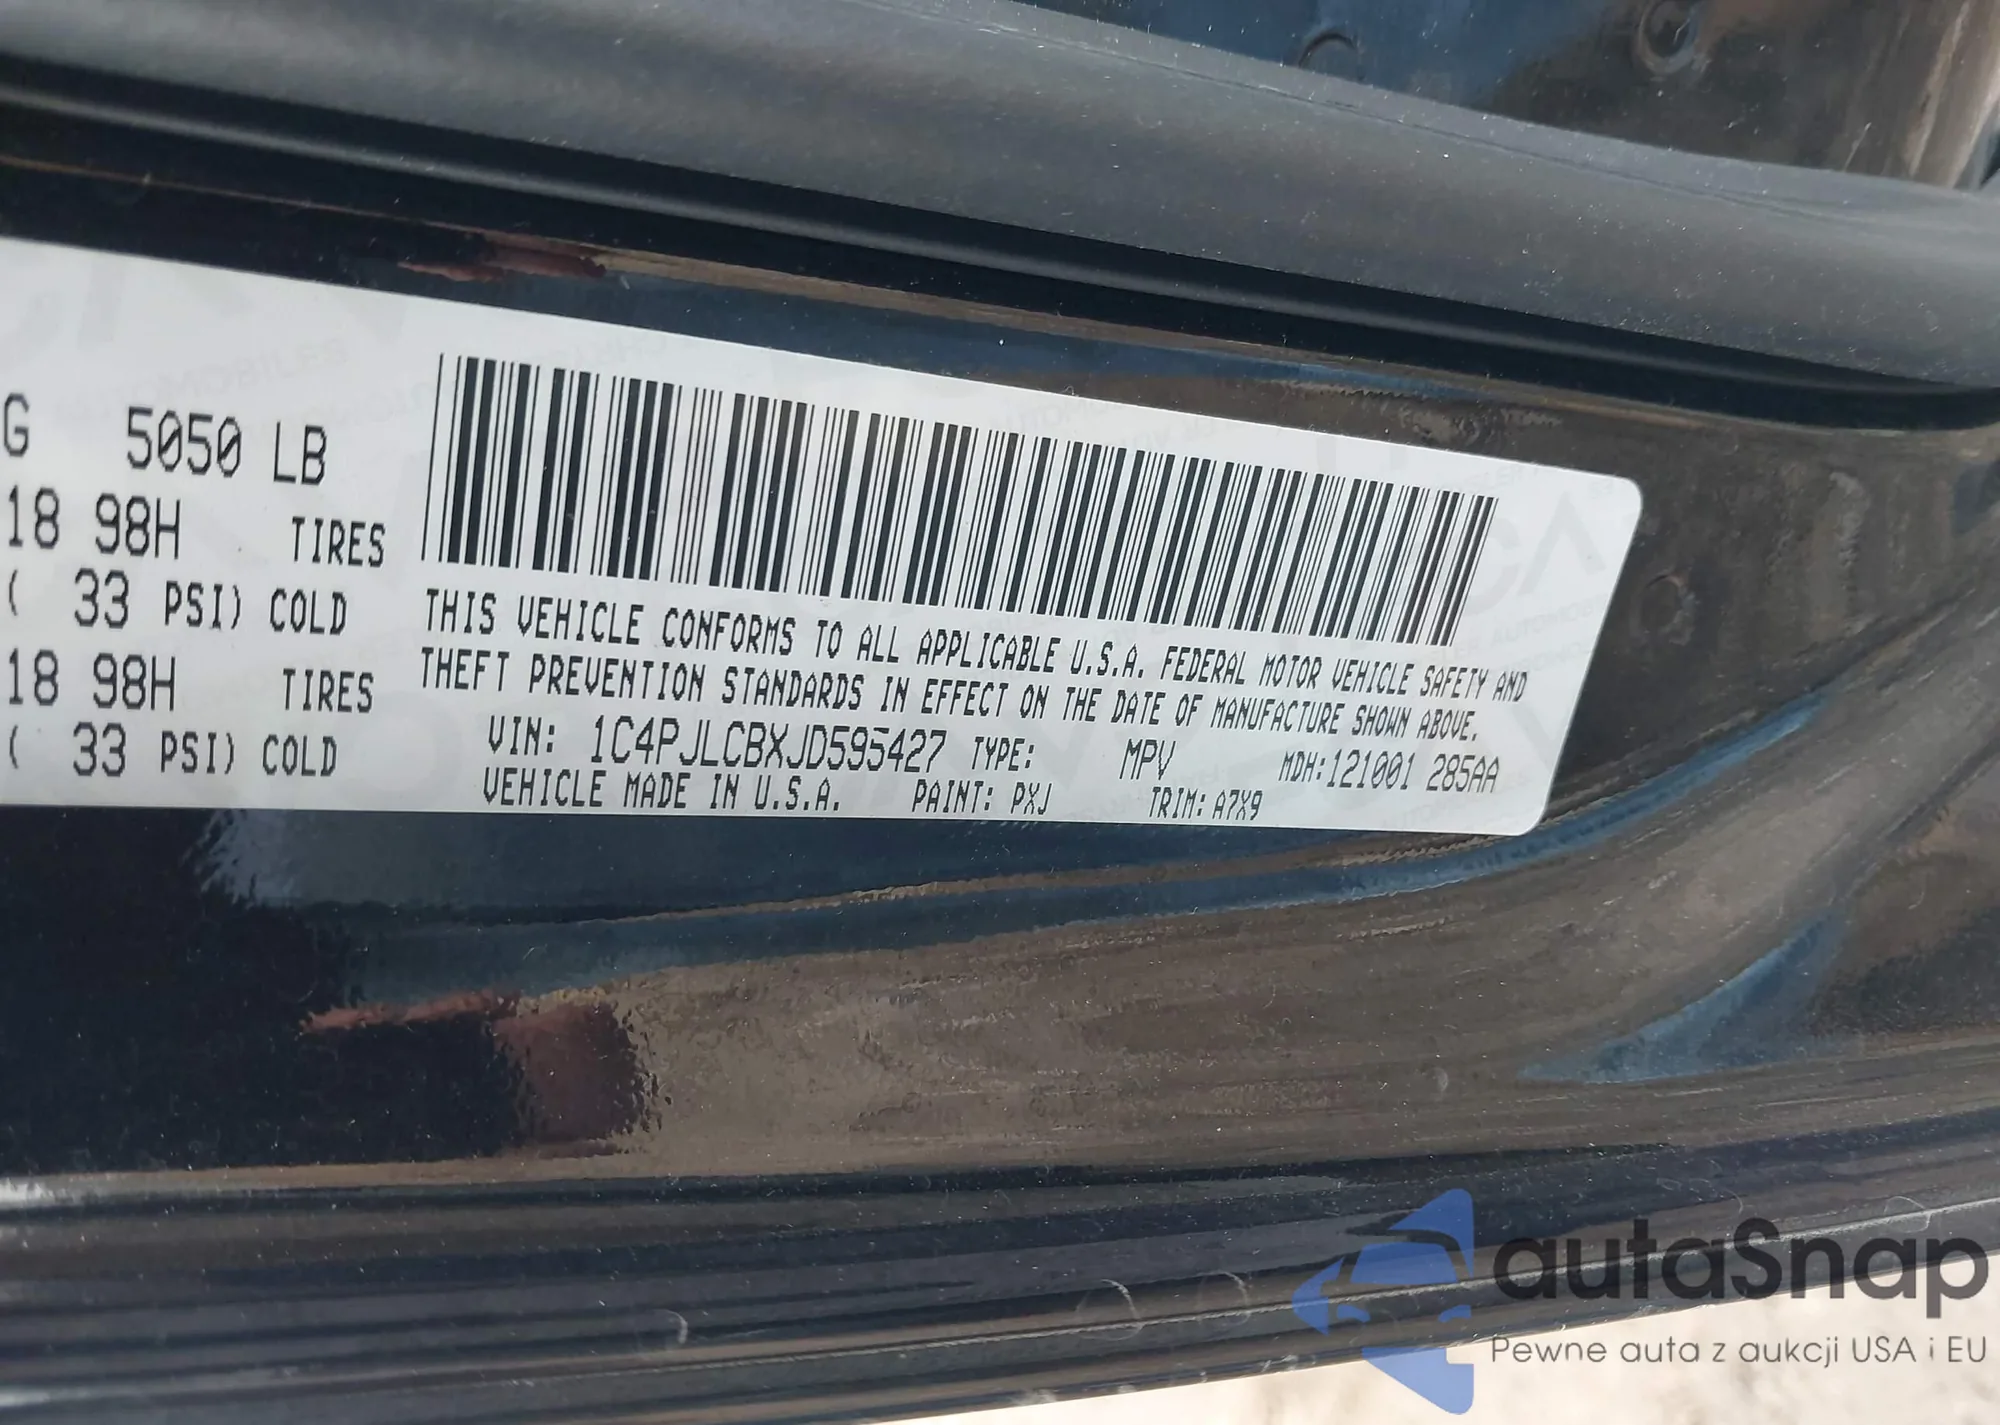 G 5050 LB
18 98H TIRES
( 33 PSI) COLD
18 98H TIRES
( 33 PSI) COLD
THIS VEHICLE CONFORMS TO ALL APPLICABLE U.S.A. FEDERAL MOTOR VEHICLE SAFETY AND
THEFT PREVENTION STANDARDS IN EFFECT ON THE DATE OF MANUFACTURE SHOWN ABOVE.
VIN: 1C4PJLCBXJD595427 TYPE: MPV MDH:121001 285AA
VEHICLE MADE IN U.S.A. PAINT: PXJ TRIM: A7X9
autaSnap
Pewne auta z aukcji USA i EU